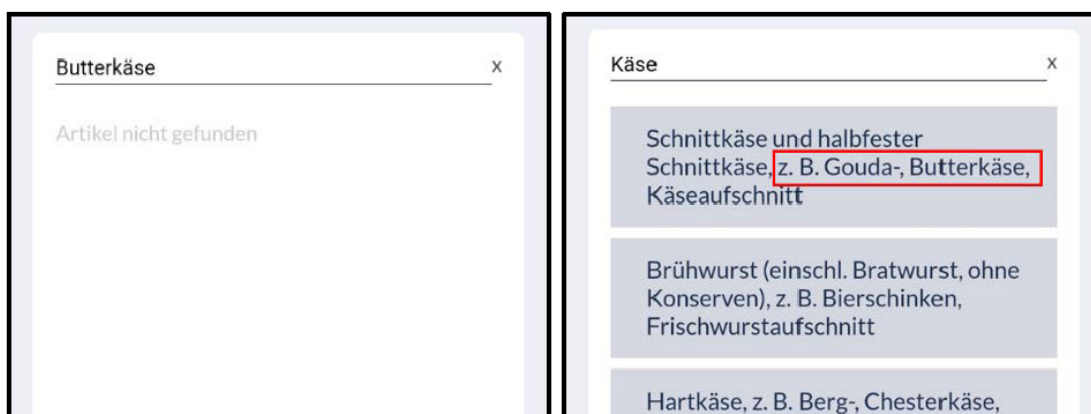 Butterkäse x
Artikel nicht gefunden
Käse x
Schnittkäse und halbfester
Schnittkäse, z. B. Gouda-, Butterkäse,
Käseaufschnitt
Brühwurst (einschl. Bratwurst, ohne
Konserven), z. B. Bierschinken,
Frischwurstaufschnitt
Hartkäse, z. B. Berg-, Chesterkäse,